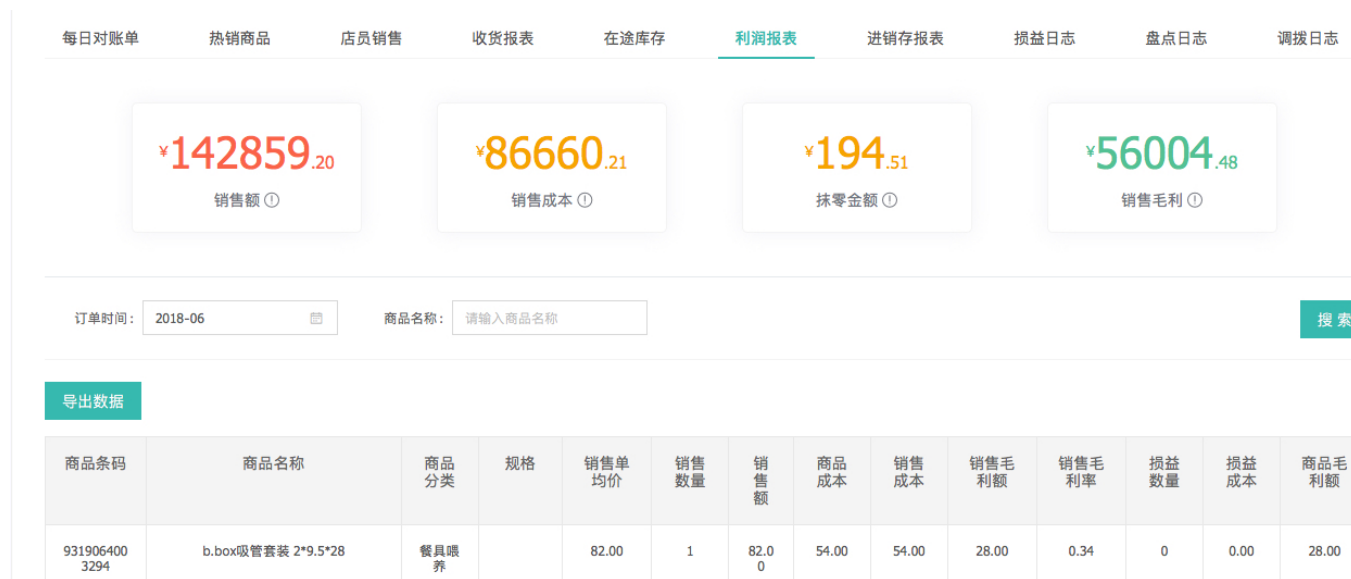 每日对账单 热销商品 店员销售 收货报表 在途库存 利润报表 进销存报表 损益日志 盘点日志 调拨日志
¥142859.20 ¥86660.21 ¥194.51 ¥56004.48
销售额 销售成本 抹零金额 销售毛利
订单时间: 2018-06 商品名称: 请输入商品名称 搜 索
导出数据
商品条码 商品名称 商品 规格 销售单 销售 销 商品 销售 销售毛 销售毛 损益 损益 商品毛
分类 均价 数量 售 成本 成本 利额 利率 数量 成本 利额
额
931906400 b.box吸管套装 2*9.5*28 餐具喂 82.00 1 82.0 54.00 54.00 28.00 0.34 0 0.00 28.00
3294 养 0